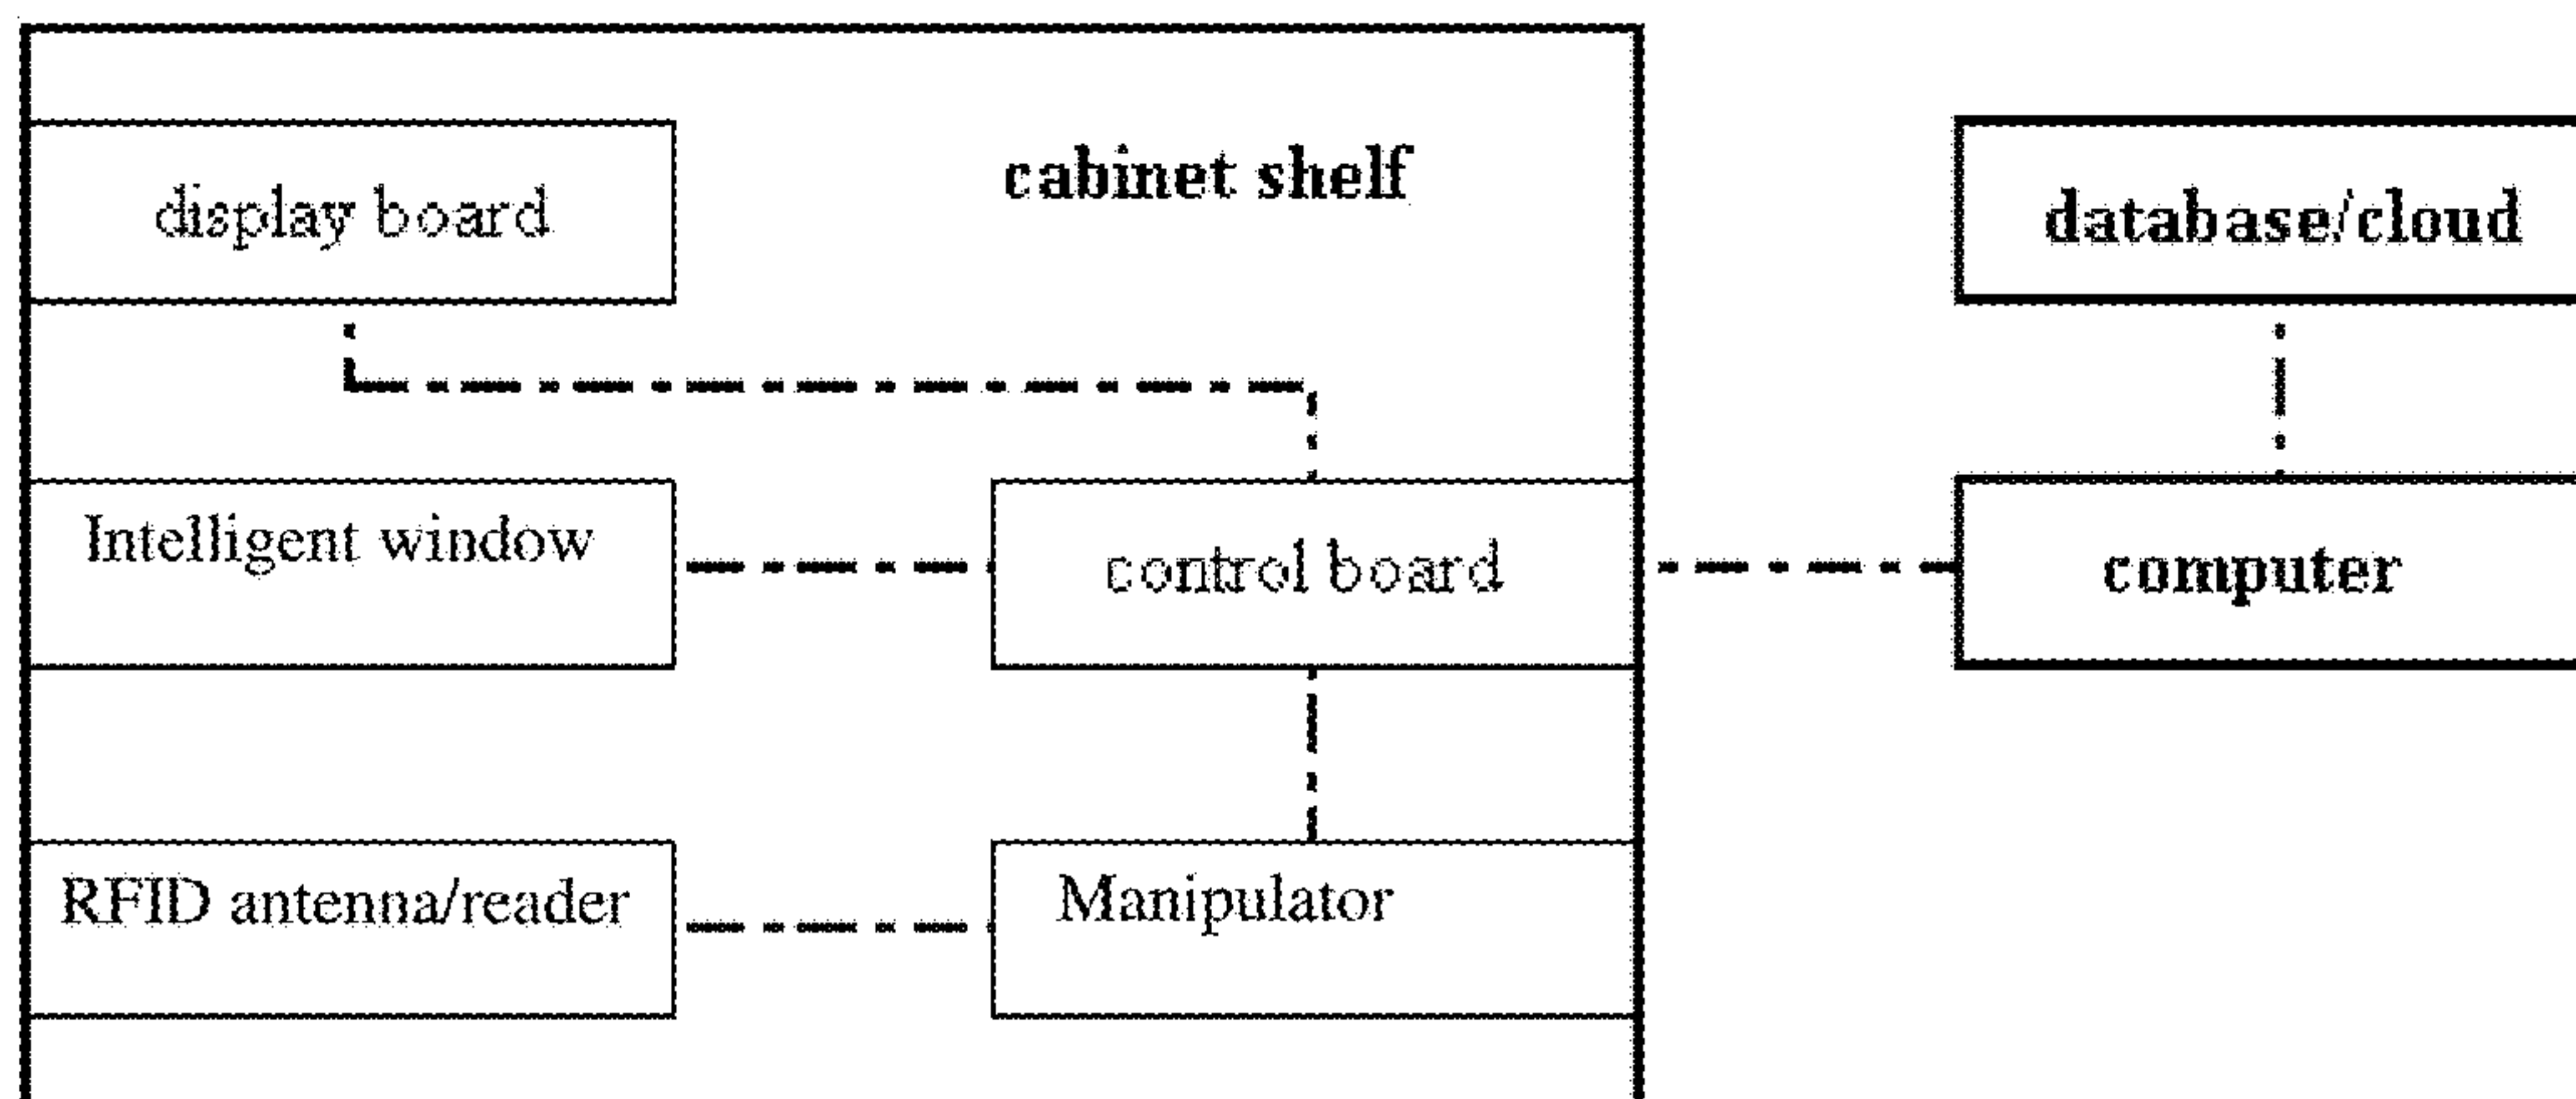 cabinet shelf
display board
database/cloud
Intelligent window
control board
computer
RFID antenna/reader
Manipulator